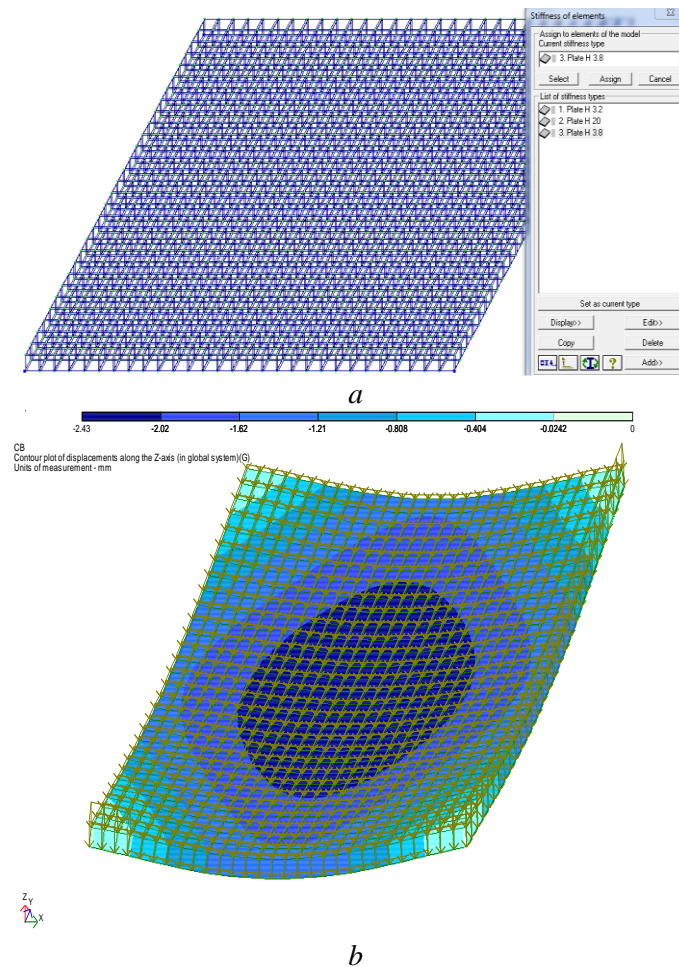 Stiffness of elements
Assign to elements of the model
Current stiffness type
3. Plate H 3.8
Select Assign Cancel
List of stiffness types
1. Plate H 3.2
2. Plate H 20
3. Plate H 3.8
Set as current type
Display>> Edit>>
Copy Delete
? Add>>
a
-2.43 -2.02 -1.62 -1.21 -0.808 -0.404 -0.0242 0
CB
Contour plot of displacements along the Z-axis (in global system)(G)
Units of measurement - mm
Z
Y
X
b